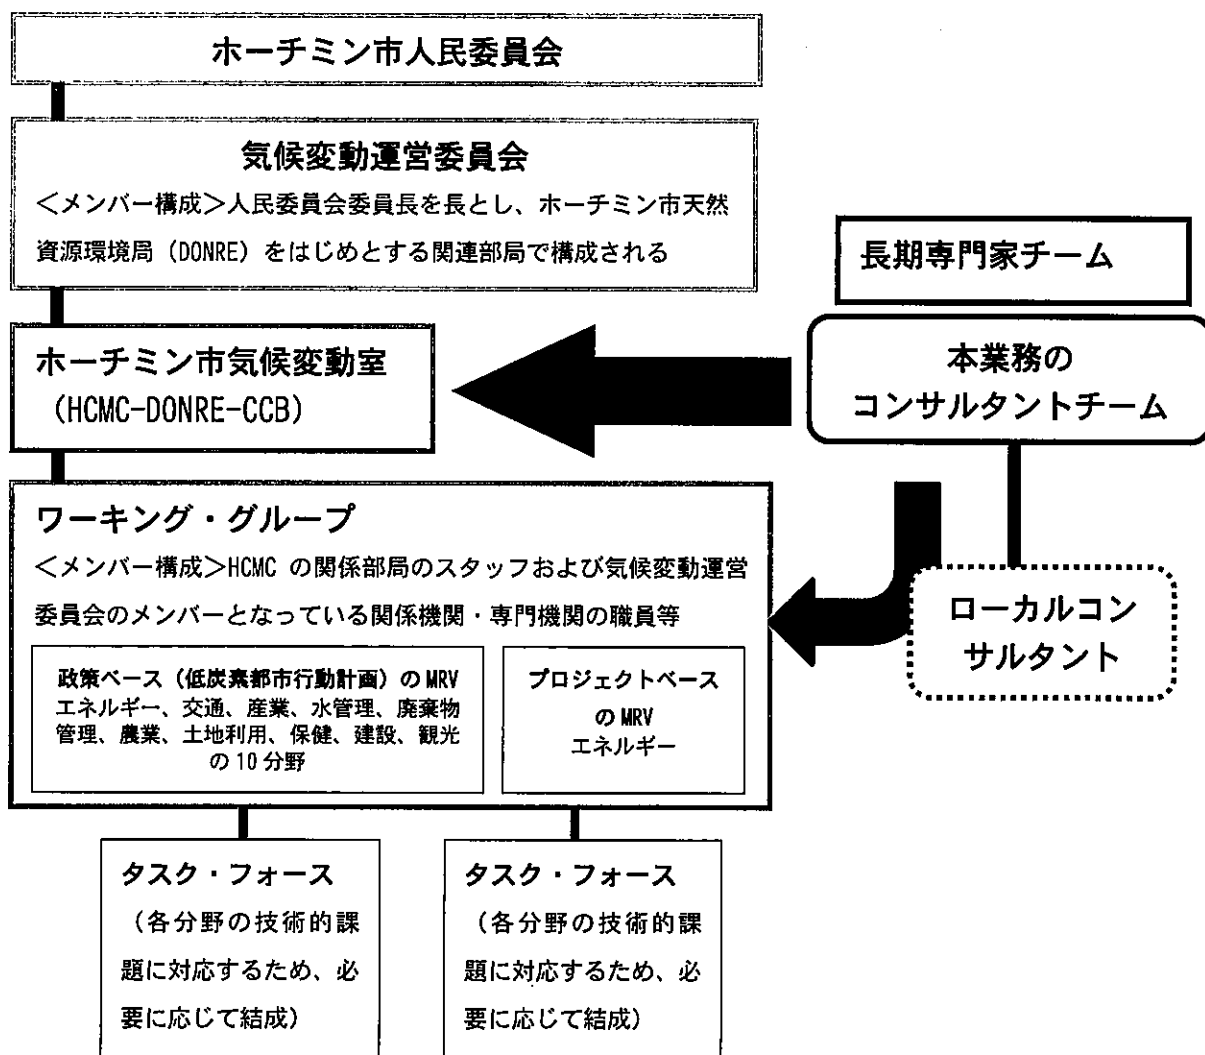 ホーチミン市人民委員会
気候変動運営委員会
＜メンバー構成＞人民委員会委員長を長とし、ホーチミン市天然
資源環境局（DONRE）をはじめとする関連部局で構成される
長期専門家チーム
ホーチミン市気候変動室
（HCMC-DONRE-CCB）
本業務の
コンサルタントチーム
ワーキング・グループ
＜メンバー構成＞HCMC の関係部局のスタッフおよび気候変動運営
委員会のメンバーとなっている関係機関・専門機関の職員等
ローカルコン
サルタント
政策ベース（低炭素都市行動計画）の MRV
エネルギー、交通、産業、水管理、廃棄物
管理、農業、土地利用、保健、建設、観光
の 10 分野
プロジェクトベース
の MRV
エネルギー
タスク・フォース
（各分野の技術的課
題に対応するため、必
要に応じて結成）
タスク・フォース
（各分野の技術的課
題に対応するため、必
要に応じて結成）